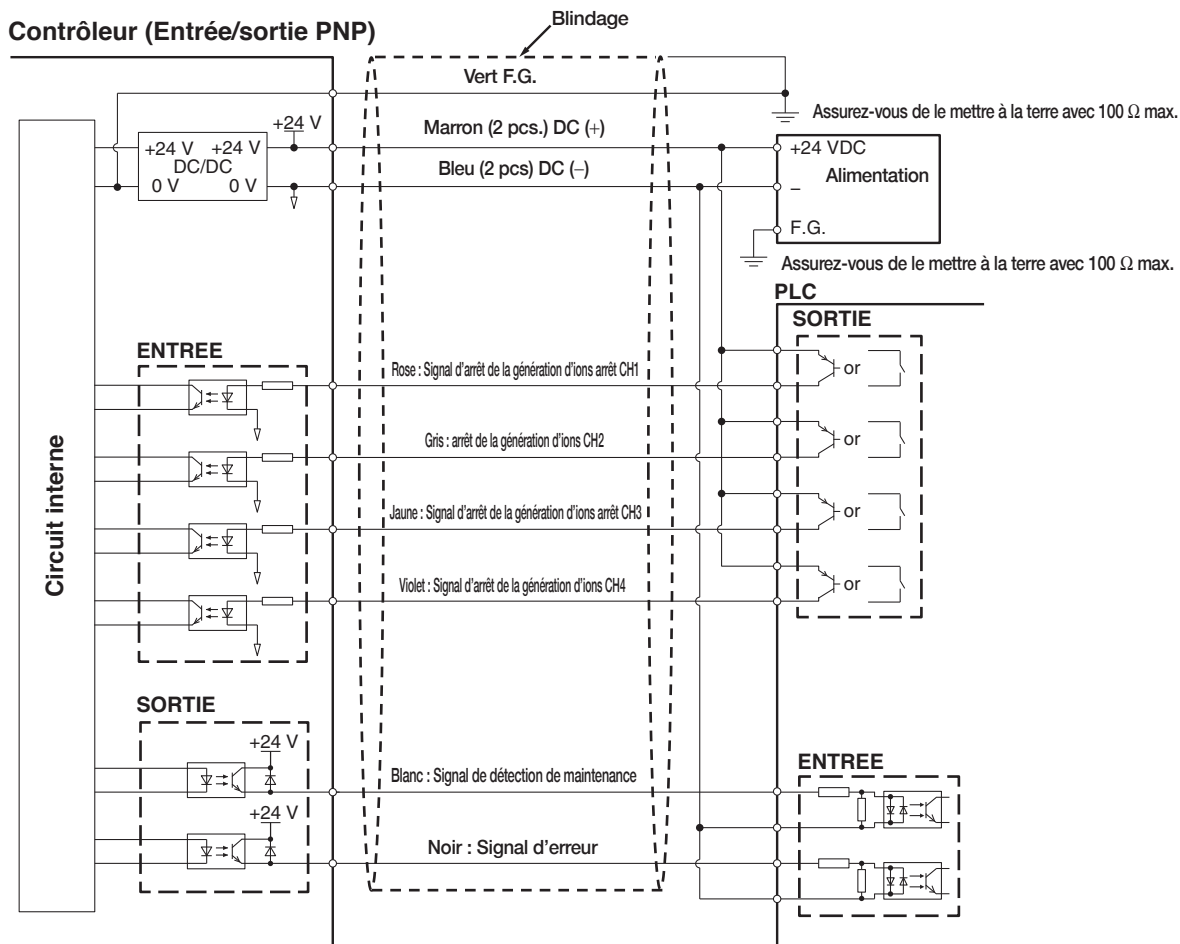 Blindage
Contrôleur (Entrée/sortie PNP)
Vert F.G.
Assurez-vous de le mettre à la terre avec 100 Ω max.
+24 V
Marron (2 pcs.) DC (+)
+24 V +24 V
DC/DC
0 V 0 V
Bleu (2 pcs) DC (−)
+24 VDC
Alimentation
–
F.G.
Assurez-vous de le mettre à la terre avec 100 Ω max.
PLC
SORTIE
ENTREE
Rose : Signal d'arrêt de la génération d'ions arrêt CH1
or
Gris : arrêt de la génération d'ions CH2
or
Circuit interne
Jaune : Signal d'arrêt de la génération d'ions arrêt CH3
or
Violet : Signal d'arrêt de la génération d'ions CH4
or
SORTIE
+24 V
ENTREE
Blanc : Signal de détection de maintenance
+24 V
Noir : Signal d'erreur